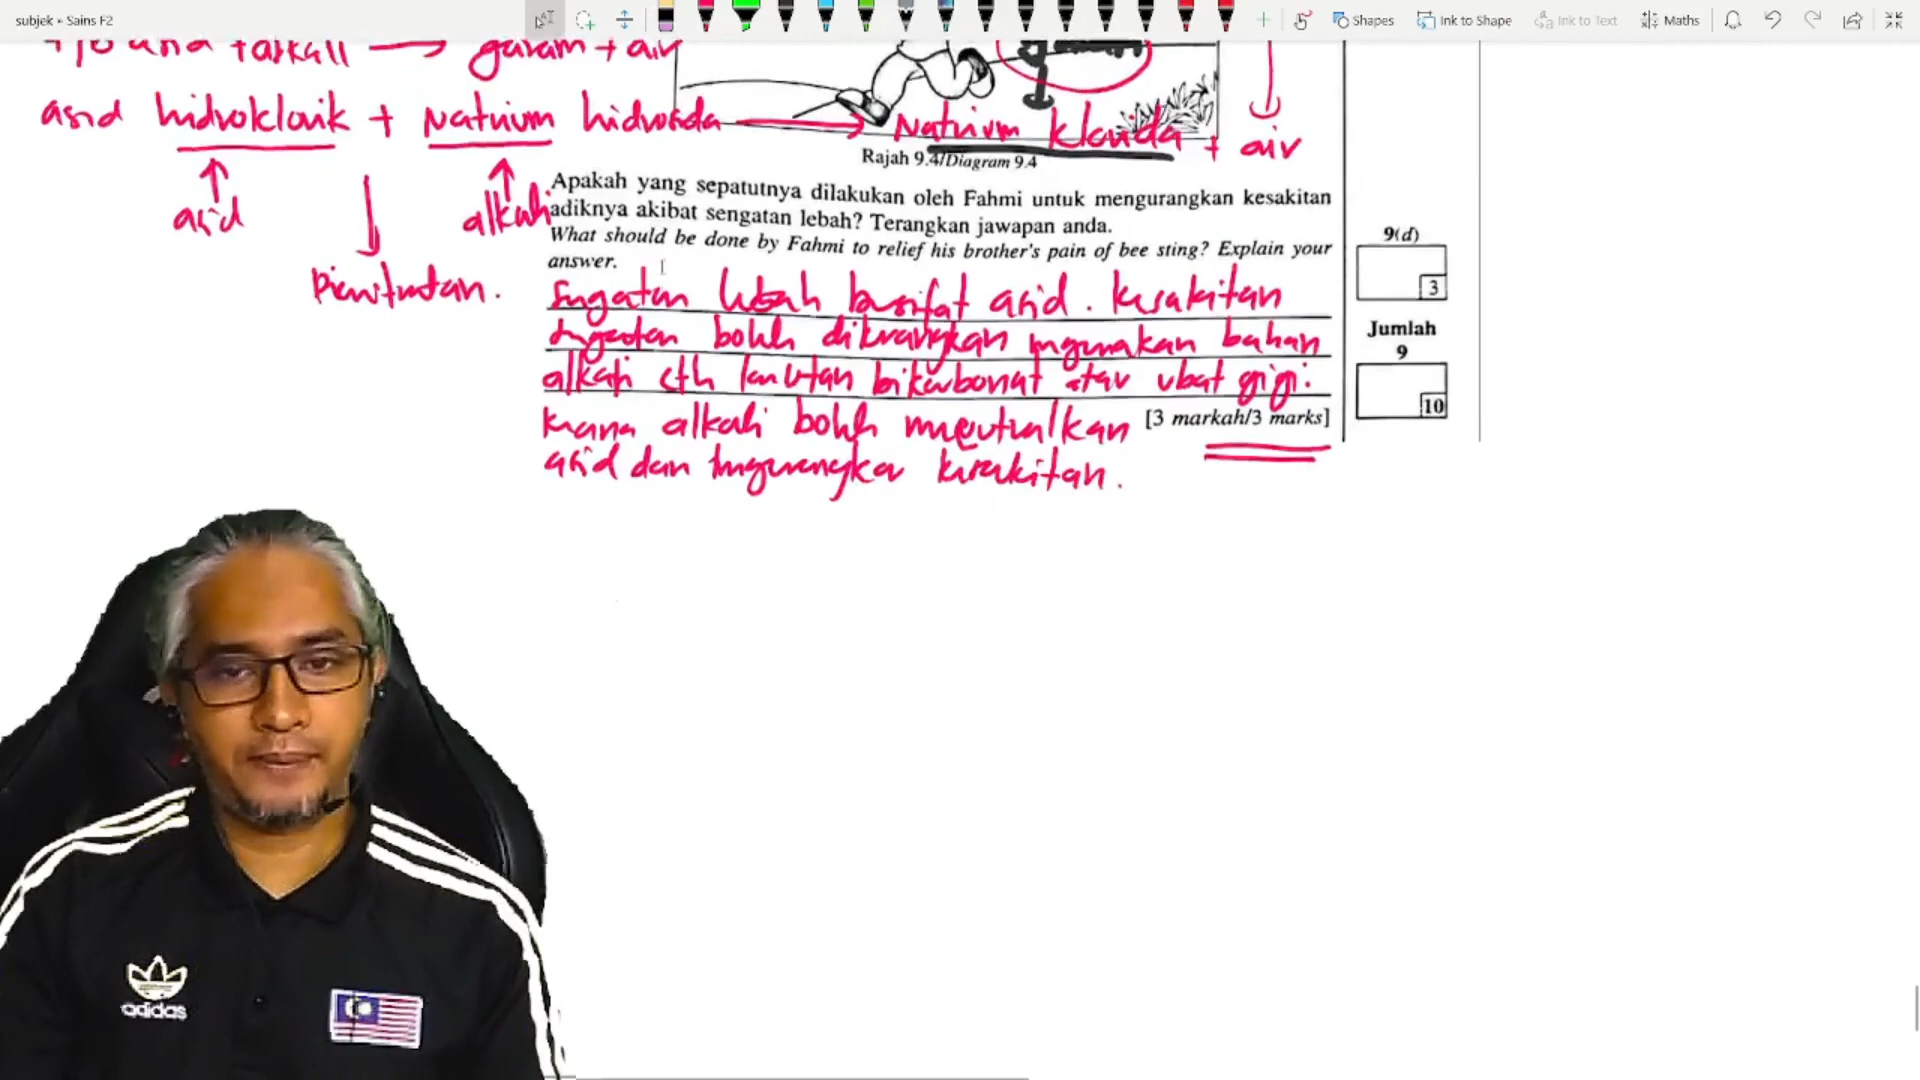 subjek » Sains F2
Shapes
Ink to Shape
Ink to Text
Maths
+ alkali → garam + air
asid hidroklorik + Natrium hidroksida → Natrium klorida + air
Rajah 9.4/Diagram 9.4
asid
alkali
Peneutralan.
Apakah yang sepatutnya dilakukan oleh Fahmi untuk mengurangkan kesakitan
adiknya akibat sengatan lebah? Terangkan jawapan anda.
What should be done by Fahmi to relief his brother's pain of bee sting? Explain your
answer.
Sengatan lebah bersifat asid. Kesakitan
sengatan boleh dikurangkan mgunakan bahan
alkali cth larutan bikarbonat atau ubat gigi.
kerana alkali boleh meneutralkan
asid dan mengurangkan kesakitan.
[3 markah/3 marks]
9(d)
3
Jumlah
9
10
adidas